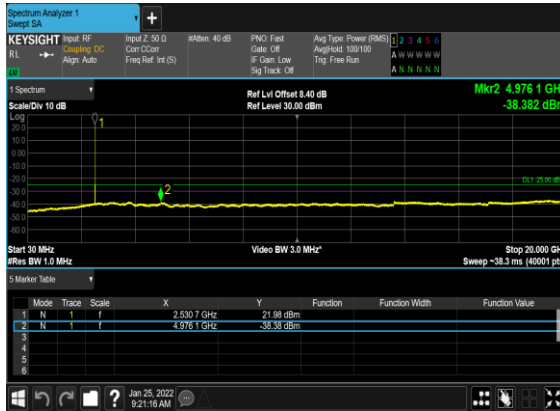 Spectrum Analyzer 1
Swept SA
+
KEYSIGHT Input: RF Input Z: 50 Ω #Atten: 40 dB PNO: Fast Avg Type: Power (RMS) 1 2 3 4 5 6
RL Coupling: DC Corr CCorr Gate: Off Avg|Hold: 100/100 A W W W W W
Align: Auto Freq Ref: Int (S) IF Gain: Low Trig: Free Run
Sig Track: Off A N N N N N
1 Spectrum Ref Lvl Offset 8.40 dB Mkr2 4.976 1 GHz
Scale/Div 10 dB Ref Level 30.00 dBm -38.382 dBm
Log
1
20.0
10.0
0.00
-10.0
-20.0
DL1 -25.00 dB
-30.0
2
-40.0
-50.0
-60.0
Start 30 MHz Video BW 3.0 MHz* Stop 20.000 GHz
#Res BW 1.0 MHz Sweep ~38.3 ms (40001 pts)
5 Marker Table
Mode Trace Scale X Y Function Function Width Function Value
1 N 1 f 2.530 7 GHz 21.98 dBm
2 N 1 f 4.976 1 GHz -38.38 dBm
3
4
5
6
? Jan 25, 2022
9:21:16 AM